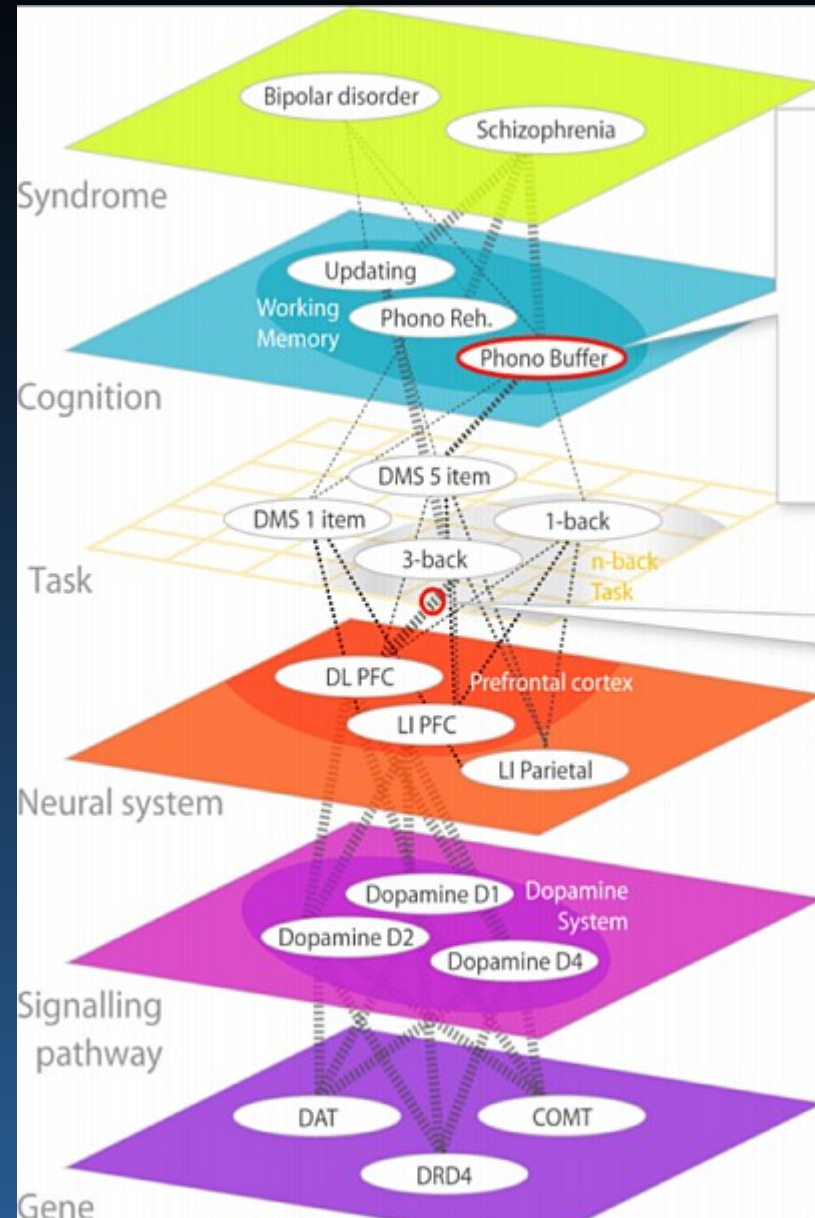 Bipolar disorder
Schizophrenia
Syndrome
Updating
Working
Memory
Phono Reh.
Phono Buffer
Cognition
DMS 5 item
DMS 1 item
1-back
3-back
n-back
Task
Task
DL PFC
Prefrontal cortex
LI PFC
LI Parietal
Neural system
Dopamine D1
Dopamine
System
Dopamine D2
Dopamine D4
Signalling
pathway
DAT
COMT
DRD4
Gene